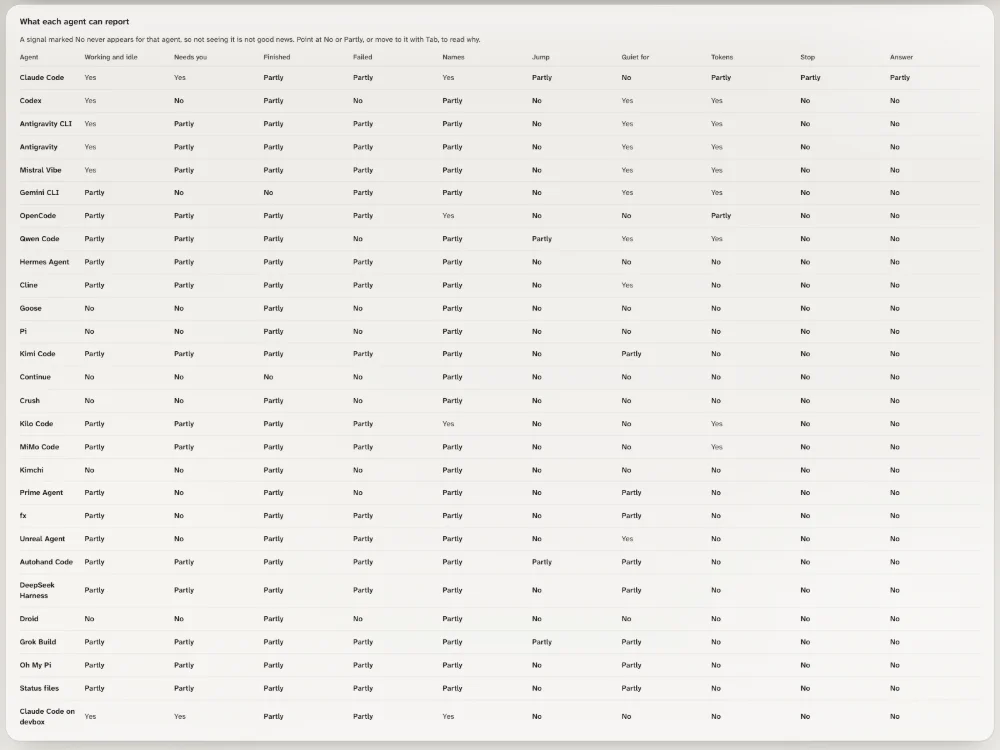 What each agent can report
A signal marked No never appears for that agent, so not seeing it is not good news. Point at No or Partly, or move to it with Tab, to read why.
Agent Working and idle Needs you Finished Failed Names Jump Quiet for Tokens Stop Answer
Claude Code Yes Yes Partly Partly Yes Partly No Partly Partly Partly
Codex Yes No Partly No Partly No Yes Yes No No
Antigravity CLI Yes Partly Partly Partly Partly No Yes Yes No No
Antigravity Yes Partly Partly Partly Partly No Yes Yes No No
Mistral Vibe Yes Partly Partly Partly Partly No Yes Yes No No
Gemini CLI Partly No No Partly Partly No Yes Yes No No
OpenCode Partly Partly Partly Partly Yes No No Partly No No
Qwen Code Partly Partly Partly No Partly Partly Yes Yes No No
Hermes Agent Partly Partly Partly Partly Partly No No No No No
Cline Partly Partly Partly Partly Partly No Yes No No No
Goose No No Partly No Partly No No No No No
Pi No No Partly No Partly No No No No No
Kimi Code Partly Partly Partly Partly Partly No Partly No No No
Continue No No No No Partly No No No No No
Crush No No Partly No Partly No No No No No
Kilo Code Partly Partly Partly Partly Yes No No Yes No No
MiMo Code Partly Partly Partly Partly Partly No No Yes No No
Kimchi No No Partly No Partly No No No No No
Prime Agent Partly No Partly No Partly No Partly No No No
fx Partly No Partly Partly Partly No Partly No No No
Unreal Agent Partly No Partly Partly Partly No Yes No No No
Autohand Code Partly Partly Partly Partly Partly Partly Partly No No No
DeepSeek
Harness Partly Partly Partly Partly Partly No Partly No No No
Droid No No Partly No Partly No No No No No
Grok Build Partly Partly Partly Partly Partly Partly Partly No No No
Oh My Pi Partly Partly Partly Partly Partly No Partly No No No
Status files Partly Partly Partly Partly Partly No Partly No No No
Claude Code on
devbox Yes Yes Partly Partly Yes No No No No No